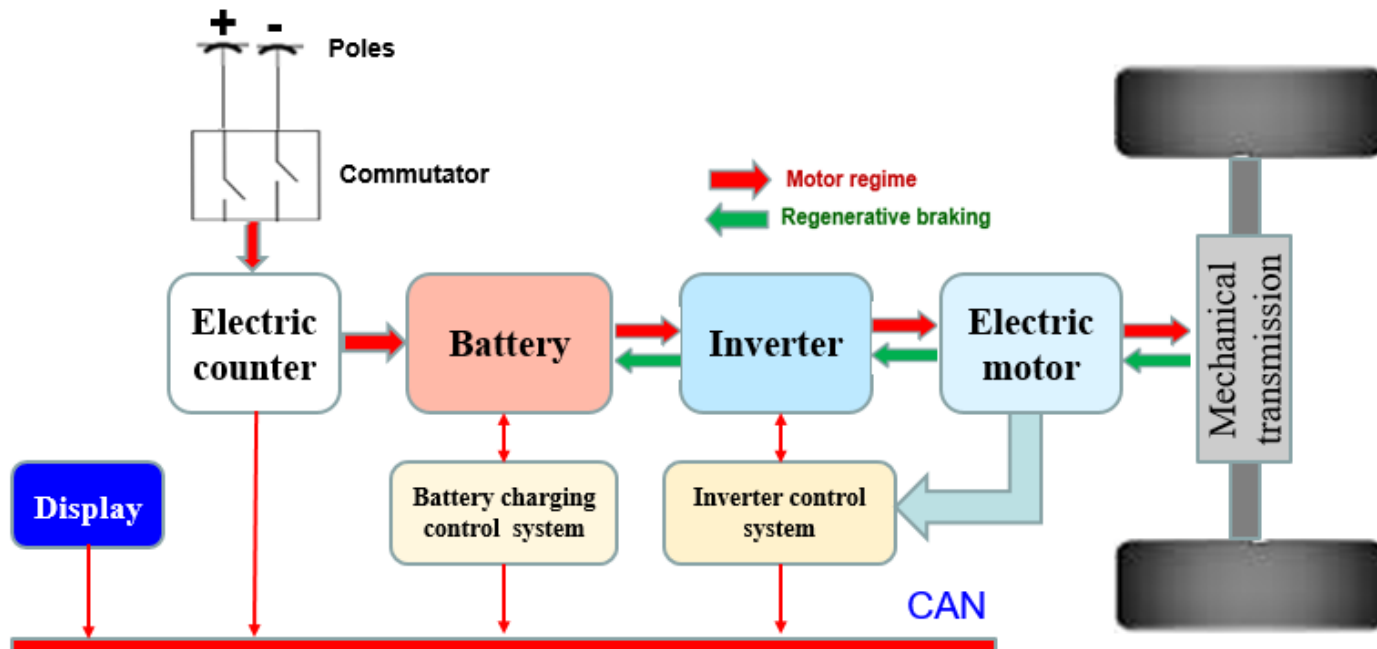 + -
Poles
Commutator
Motor regime
Regenerative braking
Electric
counter
Battery
Inverter
Electric
motor
Mechanical
transmission
Display
Battery charging
control system
Inverter control
system
CAN